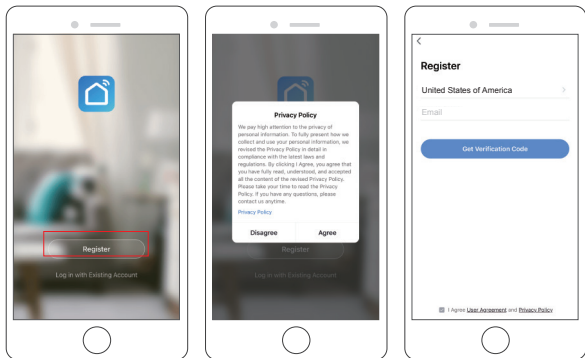 Register
Log in with Existing Account
Privacy Policy
We pay high attention to the privacy of
personal information. To fully present how we
collect and use your personal information, we
revised the Privacy Policy in detail in
compliance with the latest laws and
regulations. By clicking I Agree, you agree that
you have fully read, understood, and accepted
all the content of the revised Privacy Policy.
Please take your time to read the Privacy
Policy. if you have any questions, please
contact us anytime.
Privacy Policy
Disagree Agree
Register
Log in with Existing Account
Register
United States of America
Email
Get Verification Code
I Agree User Agreement and Privacy Policy